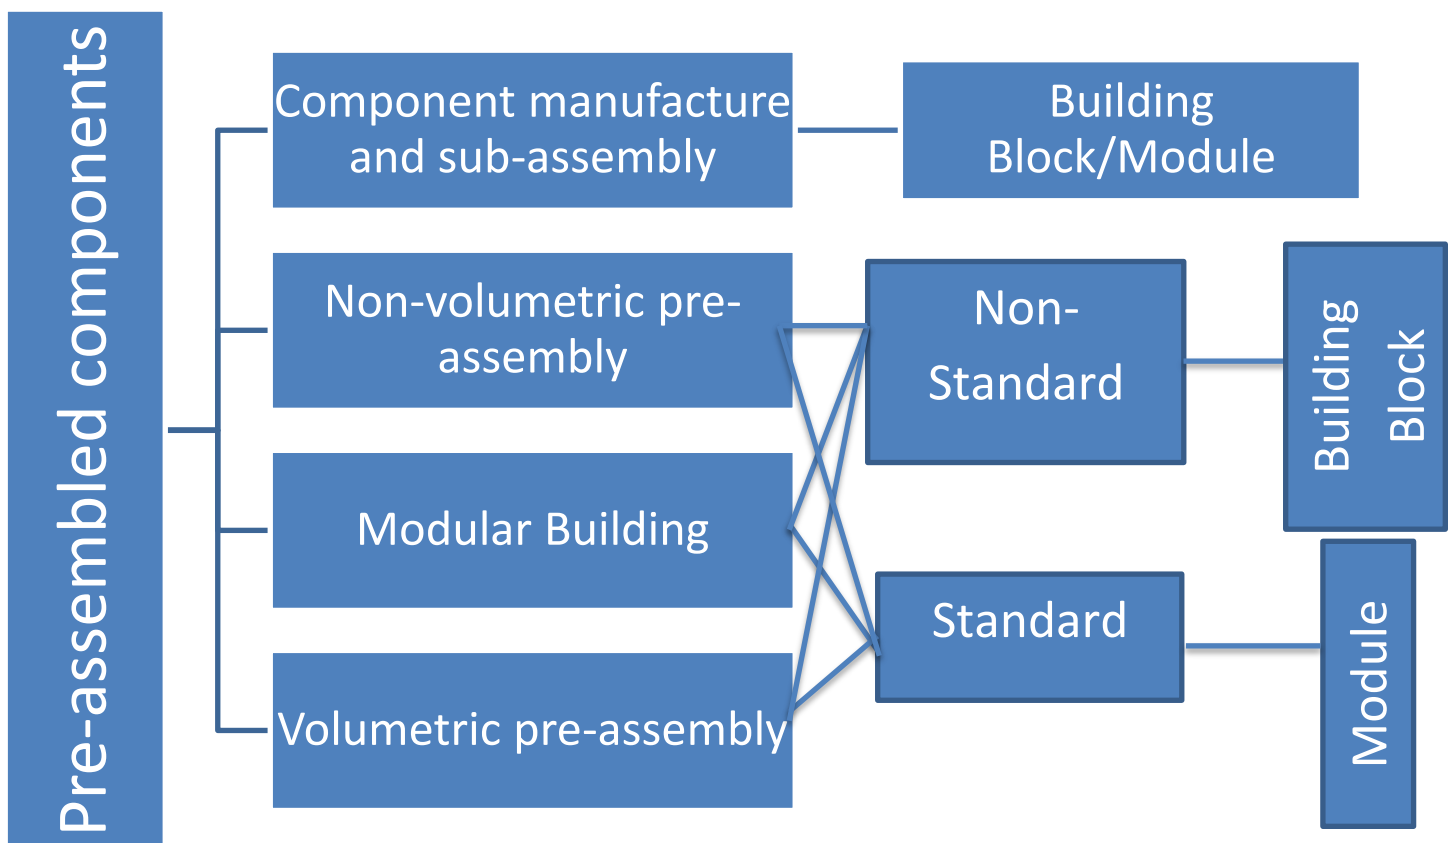 Pre-assembled components
Component manufacture
and sub-assembly
Building
Block/Module
Non-volumetric pre-
assembly
Non-
Standard
Building
Block
Modular Building
Standard
Module
Volumetric pre-assembly